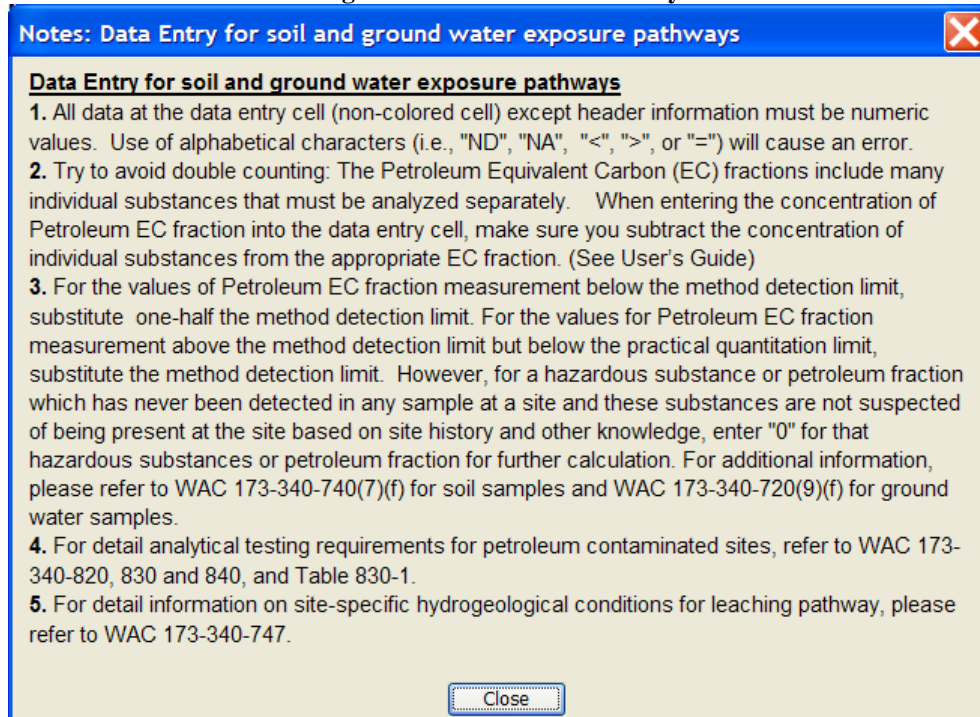 Notes: Data Entry for soil and ground water exposure pathways
Data Entry for soil and ground water exposure pathways
1. All data at the data entry cell (non-colored cell) except header information must be numeric
values. Use of alphabetical characters (i.e., "ND", "NA", "<", ">", or "=") will cause an error.
2. Try to avoid double counting: The Petroleum Equivalent Carbon (EC) fractions include many
individual substances that must be analyzed separately. When entering the concentration of
Petroleum EC fraction into the data entry cell, make sure you subtract the concentration of
individual substances from the appropriate EC fraction. (See User's Guide)
3. For the values of Petroleum EC fraction measurement below the method detection limit,
substitute one-half the method detection limit. For the values for Petroleum EC fraction
measurement above the method detection limit but below the practical quantitation limit,
substitute the method detection limit. However, for a hazardous substance or petroleum fraction
which has never been detected in any sample at a site and these substances are not suspected
of being present at the site based on site history and other knowledge, enter "0" for that
hazardous substances or petroleum fraction for further calculation. For additional information,
please refer to WAC 173-340-740(7)(f) for soil samples and WAC 173-340-720(9)(f) for ground
water samples.
4. For detail analytical testing requirements for petroleum contaminated sites, refer to WAC 173-
340-820, 830 and 840, and Table 830-1.
5. For detail information on site-specific hydrogeological conditions for leaching pathway, please
refer to WAC 173-340-747.
Close